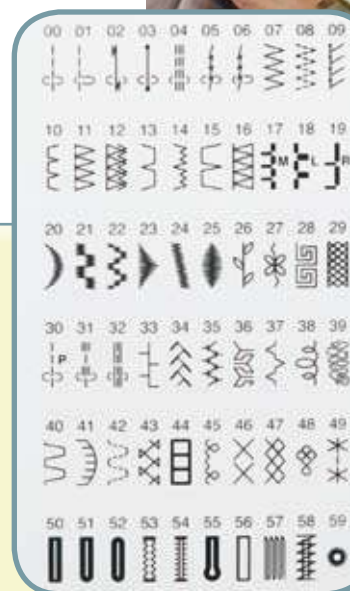 00 01 02 03 04 05 06 07 08 09
10 11 12 13 14 15 16 17 18 19
M L R
20 21 22 23 24 25 26 27 28 29
30 31 32 33 34 35 36 37 38 39
P
40 41 42 43 44 45 46 47 48 49
50 51 52 53 54 55 56 57 58 59